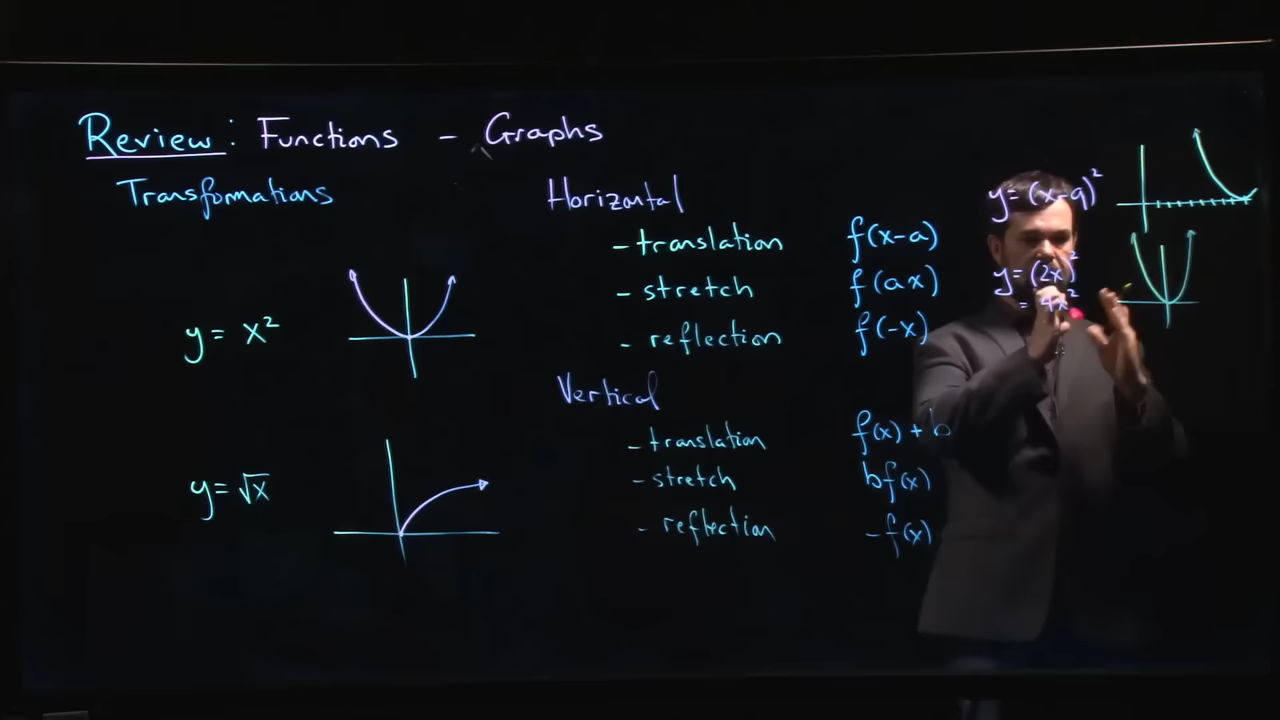 Review: Functions - Graphs
Transformations
y = x²
y = √x
Horizontal
- translation f(x-a)
- stretch f(ax)
- reflection f(-x)
Vertical
- translation f(x) + b
- stretch bf(x)
- reflection -f(x)
y = (x-9)²
y = (2x)²
= 4x²